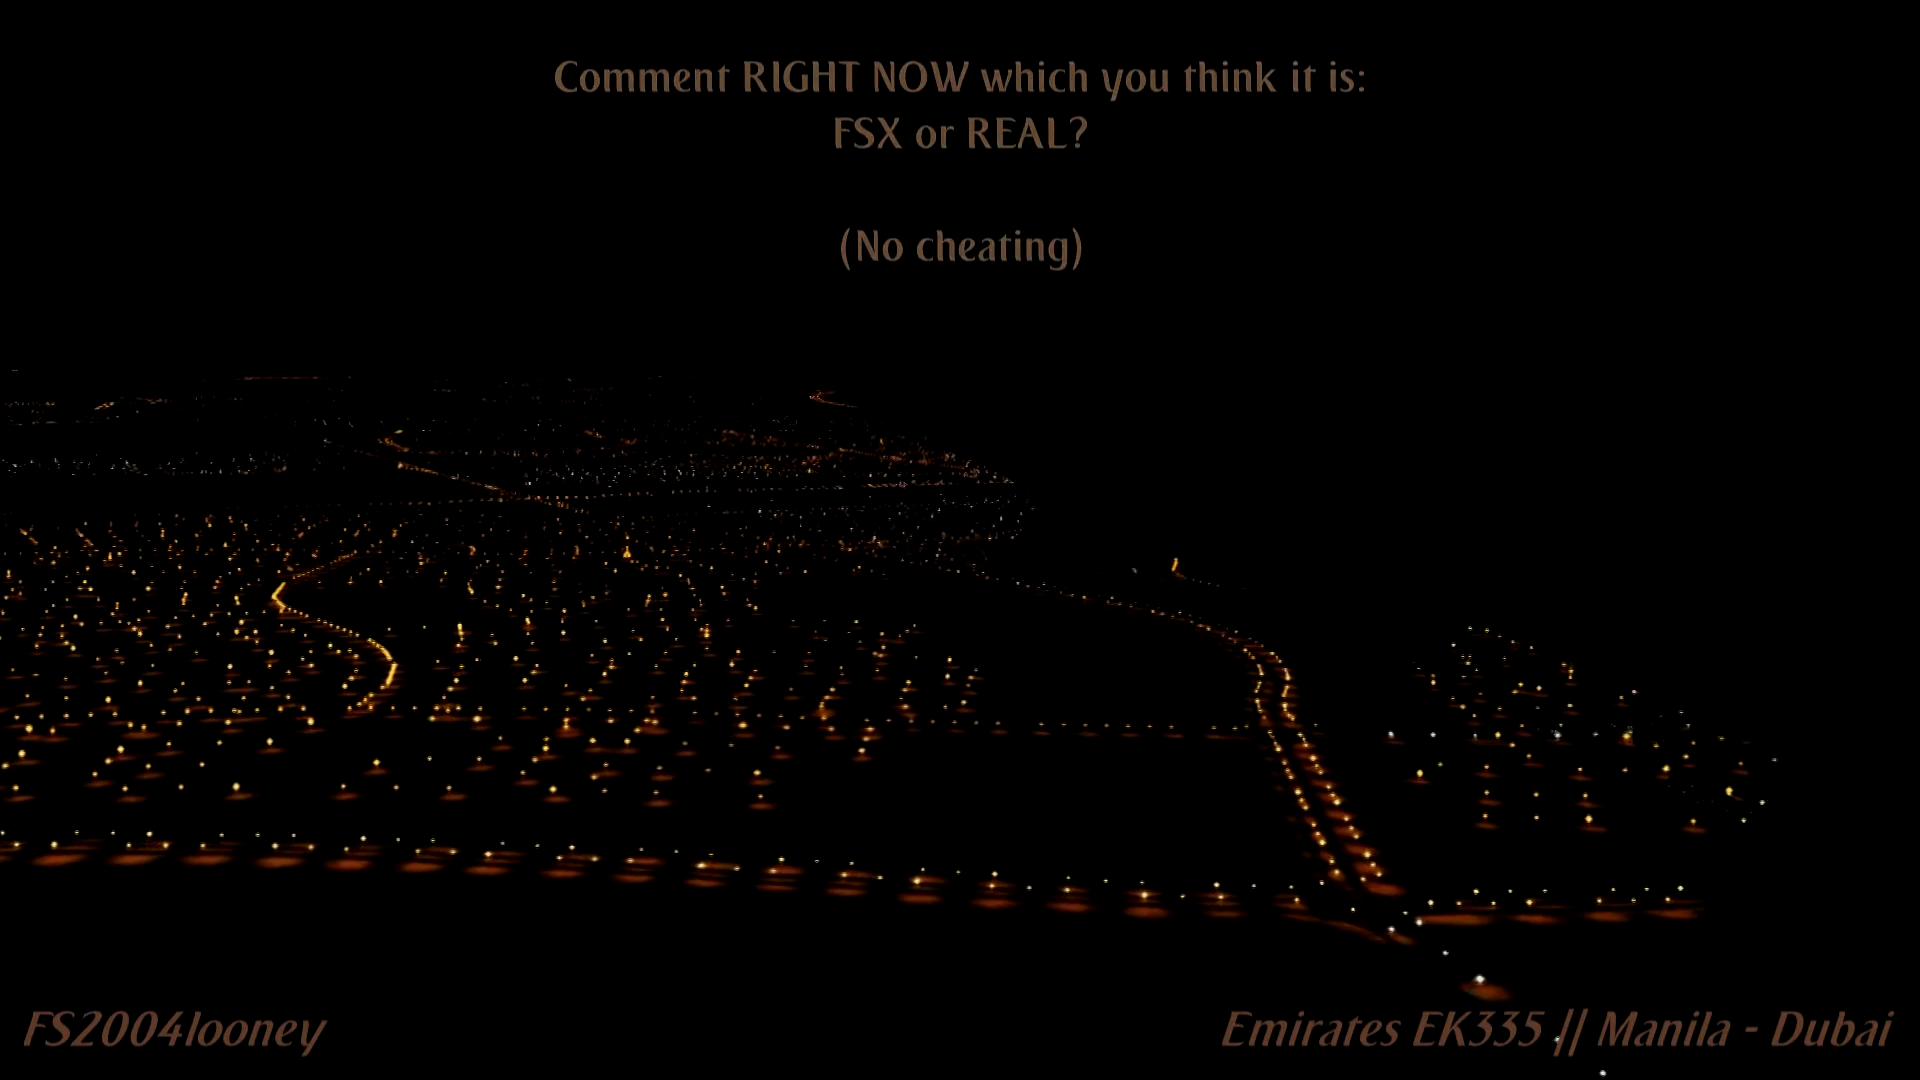 Comment RIGHT NOW which you think it is:
FSX or REAL?
(No cheating)
FS2004looney
Emirates EK335 // Manila - Dubai